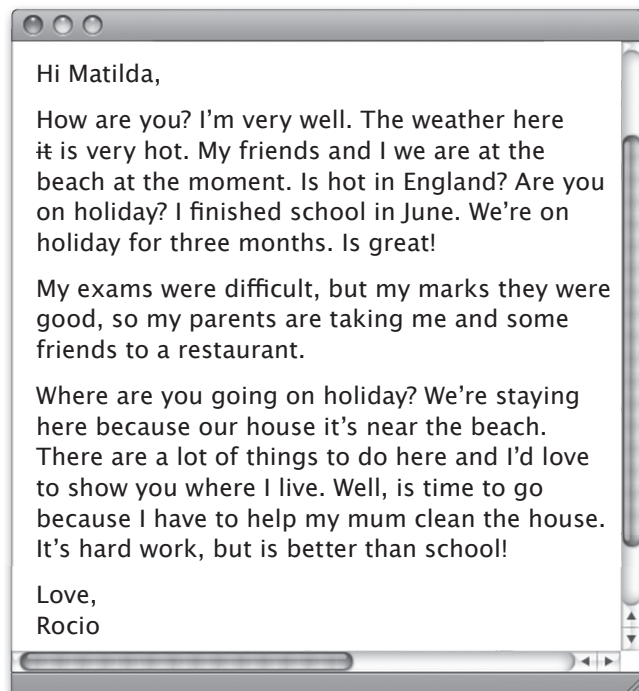 Hi Matilda,
How are you? I'm very well. The weather here
it is very hot. My friends and I we are at the
beach at the moment. Is hot in England? Are you
on holiday? I finished school in June. We're on
holiday for three months. Is great!
My exams were difficult, but my marks they were
good, so my parents are taking me and some
friends to a restaurant.
Where are you going on holiday? We're staying
here because our house it's near the beach.
There are a lot of things to do here and I'd love
to show you where I live. Well, is time to go
because I have to help my mum clean the house.
It's hard work, but is better than school!
Love,
Rocio